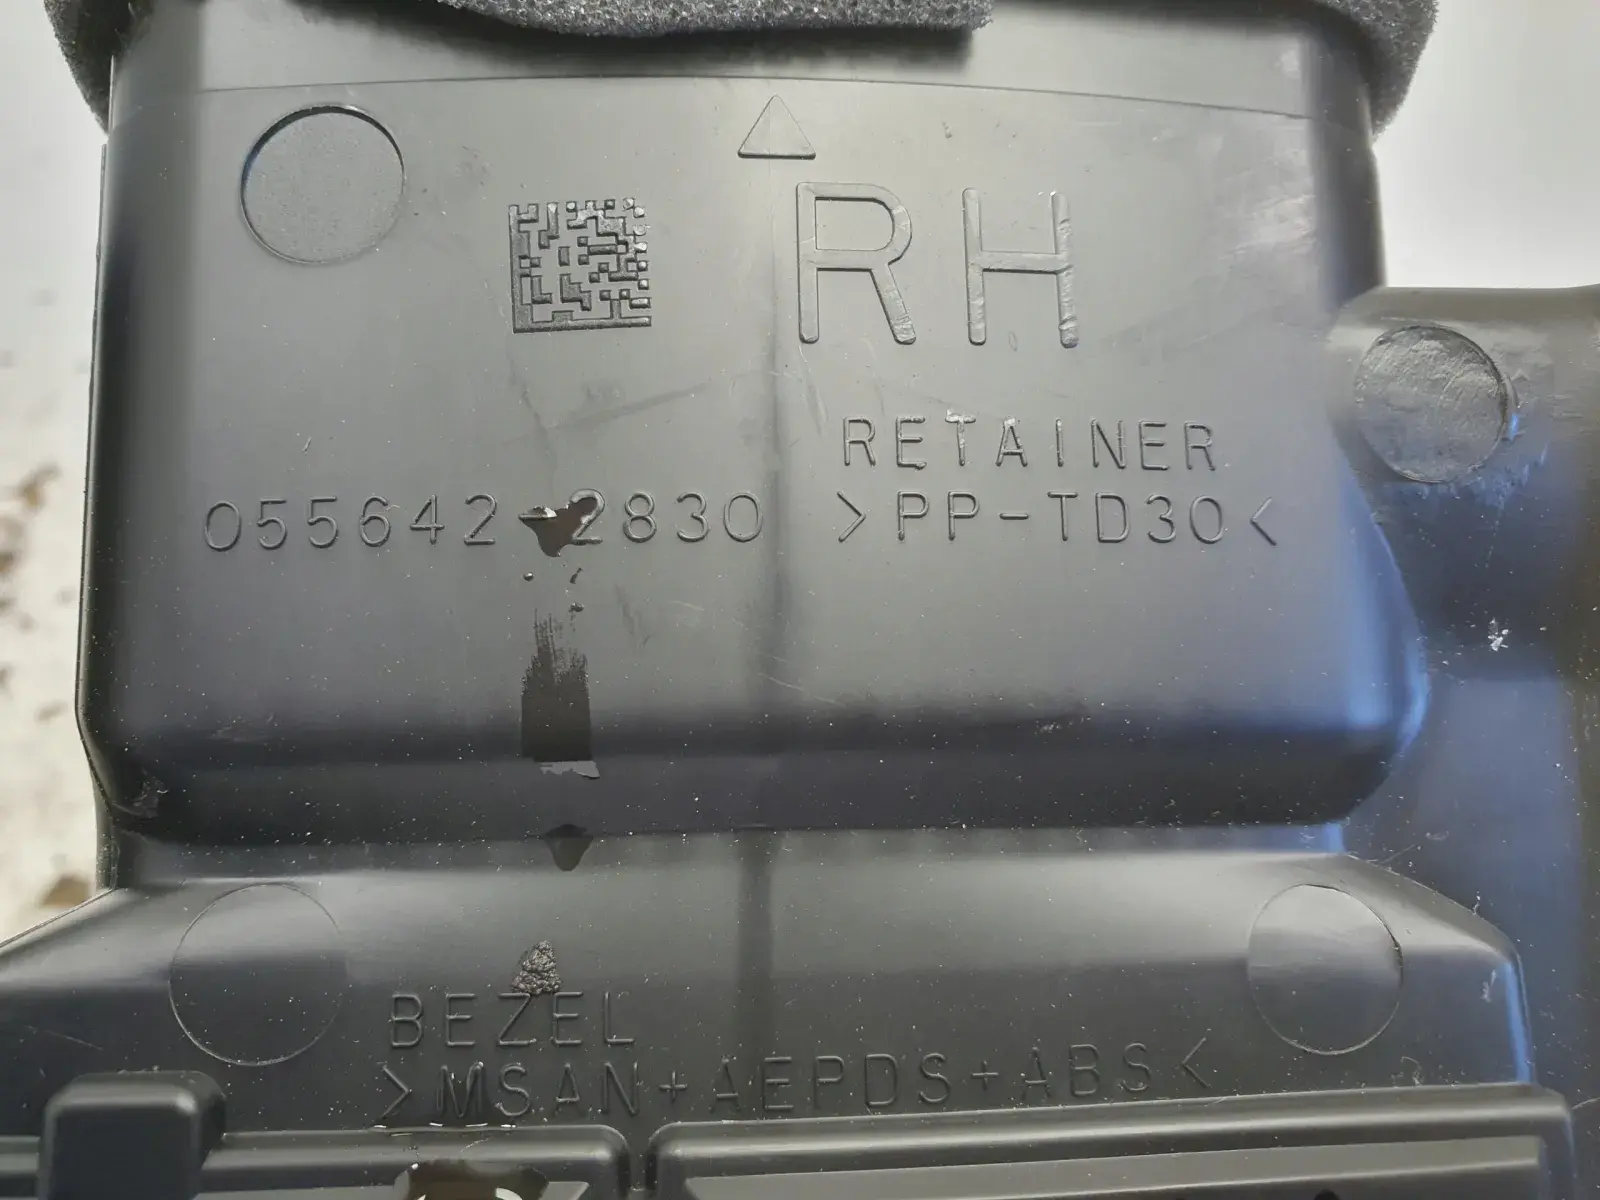 RH
RETAINER
055642-2830 >PP-TD30<
BEZEL
>MSAN+AEPDS+ABS<